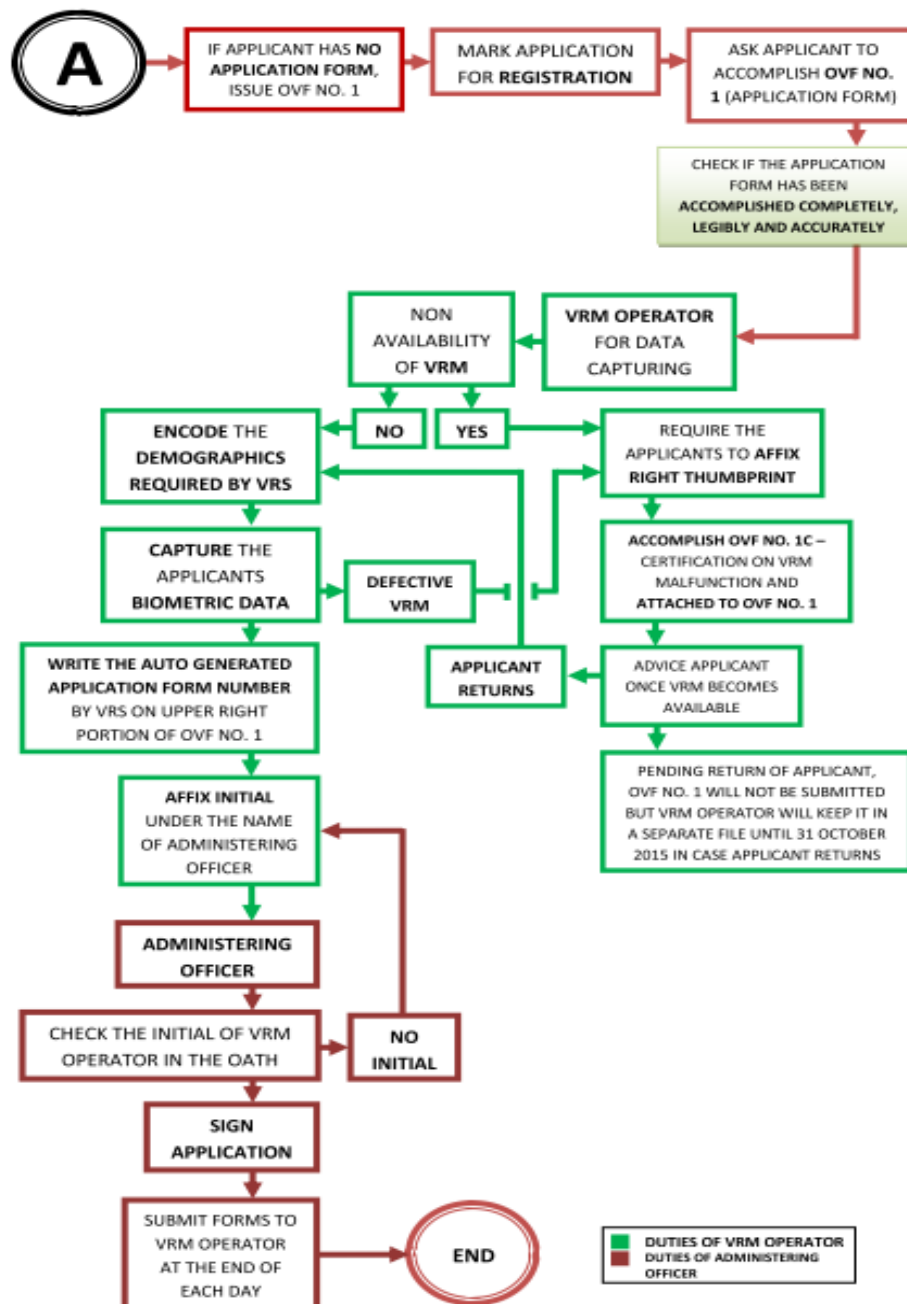 A
IF APPLICANT HAS NO
APPLICATION FORM,
ISSUE OVF NO. 1
MARK APPLICATION
FOR REGISTRATION
ASK APPLICANT TO
ACCOMPLISH OVF NO.
1 (APPLICATION FORM)
CHECK IF THE APPLICATION
FORM HAS BEEN
ACCOMPLISHED COMPLETELY,
LEGIBLY AND ACCURATELY
VRM OPERATOR
FOR DATA
CAPTURING
NON
AVAILABILITY
OF VRM
NO
YES
ENCODE THE
DEMOGRAPHICS
REQUIRED BY VRS
REQUIRE THE
APPLICANTS TO AFFIX
RIGHT THUMBPRINT
CAPTURE THE
APPLICANTS
BIOMETRIC DATA
DEFECTIVE
VRM
ACCOMPLISH OVF NO. 1C –
CERTIFICATION ON VRM
MALFUNCTION AND
ATTACHED TO OVF NO. 1
WRITE THE AUTO GENERATED
APPLICATION FORM NUMBER
BY VRS ON UPPER RIGHT
PORTION OF OVF NO. 1
APPLICANT
RETURNS
ADVICE APPLICANT
ONCE VRM BECOMES
AVAILABLE
PENDING RETURN OF APPLICANT,
OVF NO. 1 WILL NOT BE SUBMITTED
BUT VRM OPERATOR WILL KEEP IT IN
A SEPARATE FILE UNTIL 31 OCTOBER
2015 IN CASE APPLICANT RETURNS
AFFIX INITIAL
UNDER THE NAME
OF ADMINISTERING
OFFICER
ADMINISTERING
OFFICER
CHECK THE INITIAL OF VRM
OPERATOR IN THE OATH
NO
INITIAL
SIGN
APPLICATION
SUBMIT FORMS TO
VRM OPERATOR
AT THE END OF
EACH DAY
END
DUTIES OF VRM OPERATOR
DUTIES OF ADMINISTERING
OFFICER